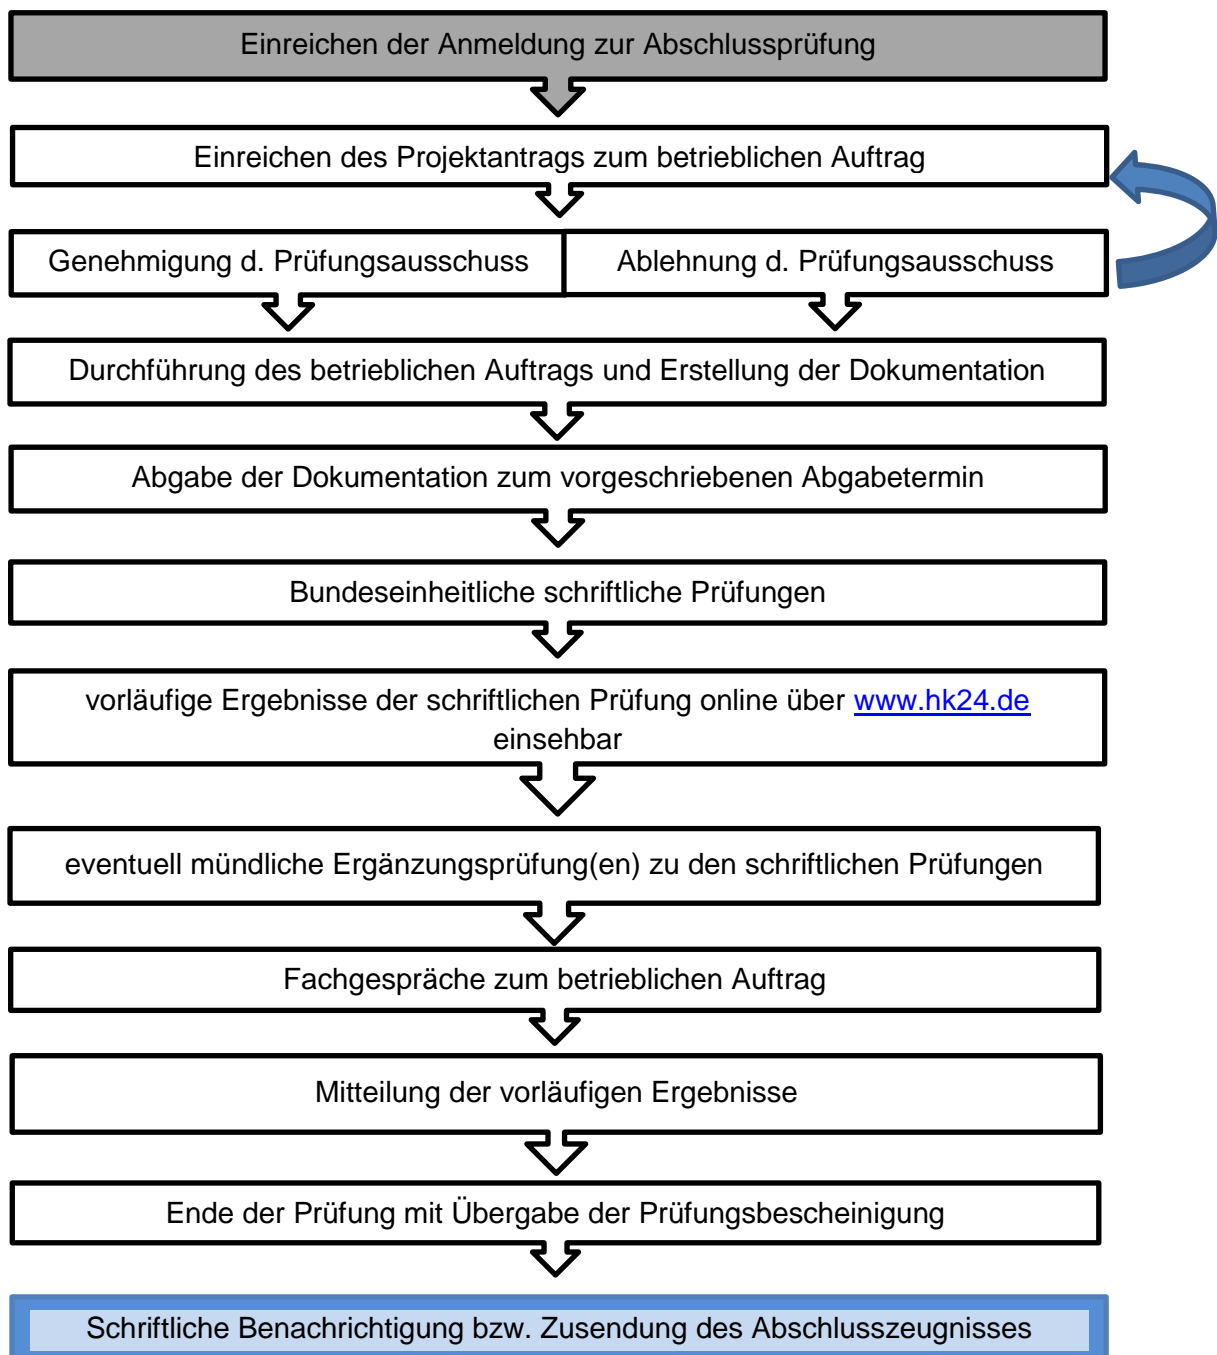 Einreichen der Anmeldung zur Abschlussprüfung
Einreichen des Projektantrags zum betrieblichen Auftrag
Genehmigung d. Prüfungsausschuss
Ablehnung d. Prüfungsausschuss
Durchführung des betrieblichen Auftrags und Erstellung der Dokumentation
Abgabe der Dokumentation zum vorgeschriebenen Abgabetermin
Bundeseinheitliche schriftliche Prüfungen
vorläufige Ergebnisse der schriftlichen Prüfung online über www.hk24.de
einsehbar
eventuell mündliche Ergänzungsprüfung(en) zu den schriftlichen Prüfungen
Fachgespräche zum betrieblichen Auftrag
Mitteilung der vorläufigen Ergebnisse
Ende der Prüfung mit Übergabe der Prüfungsbescheinigung
Schriftliche Benachrichtigung bzw. Zusendung des Abschlusszeugnisses